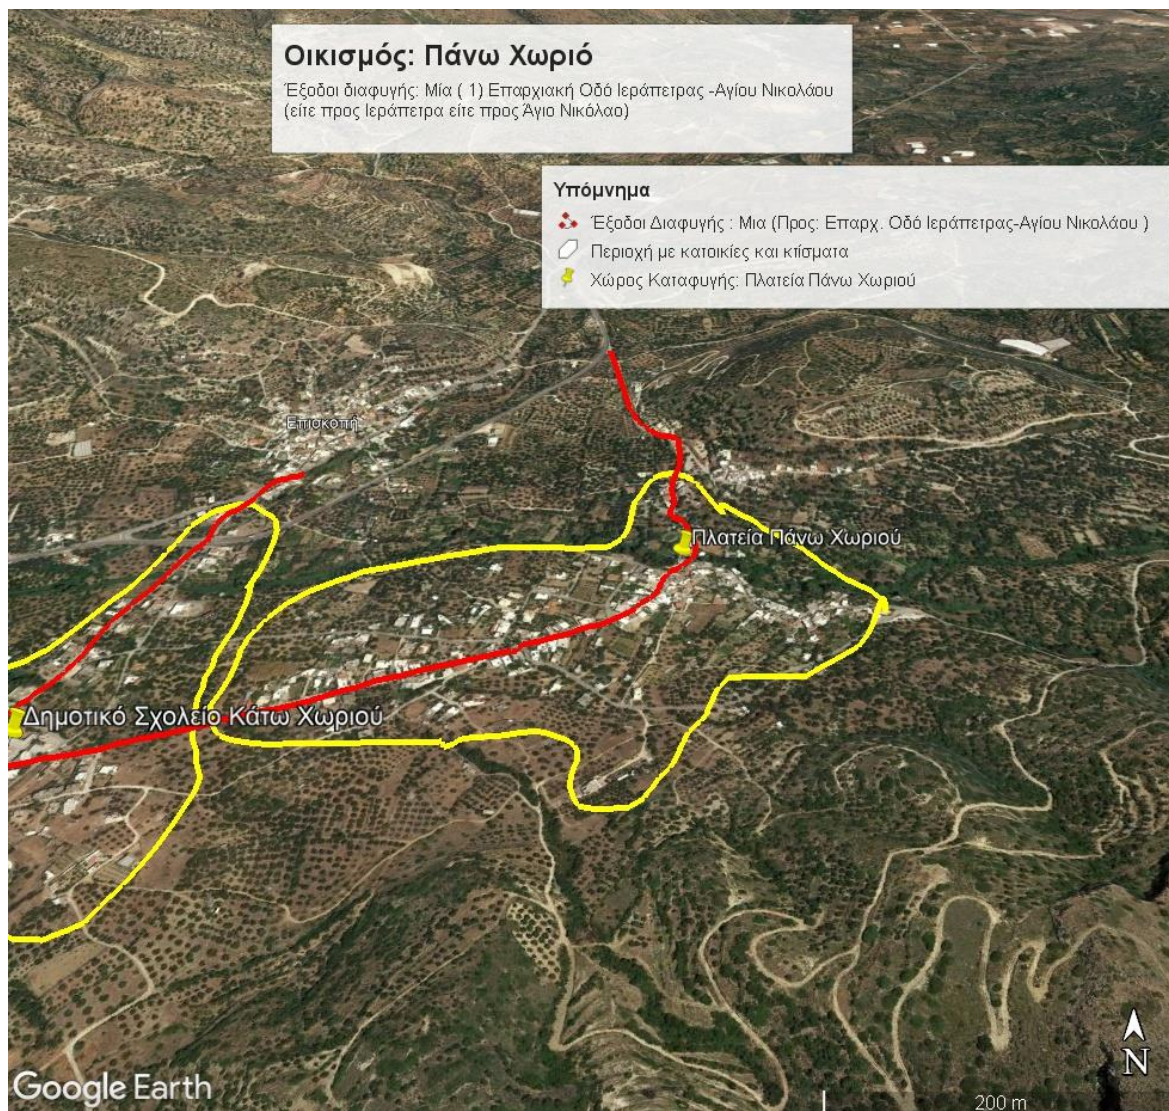 Οικισμός: Πάνω Χωριό
Έξοδοι διαφυγής: Μία ( 1) Επαρχιακή Οδό Ιεράπετρας -Αγίου Νικολάου
(είτε προς Ιεράπετρα είτε προς Άγιο Νικόλαο)
Υπόμνημα
Έξοδοι Διαφυγής : Μια (Προς: Επαρχ. Οδό Ιεράπετρας-Αγίου Νικολάου )
Περιοχή με κατοικίες και κτίσματα
Χώρος Καταφυγής: Πλατεία Πάνω Χωριού
Επισκοπή
Πλατεία Πάνω Χωριού
Δημοτικό Σχολείο Κάτω Χωριού
N
Google Earth
200 m